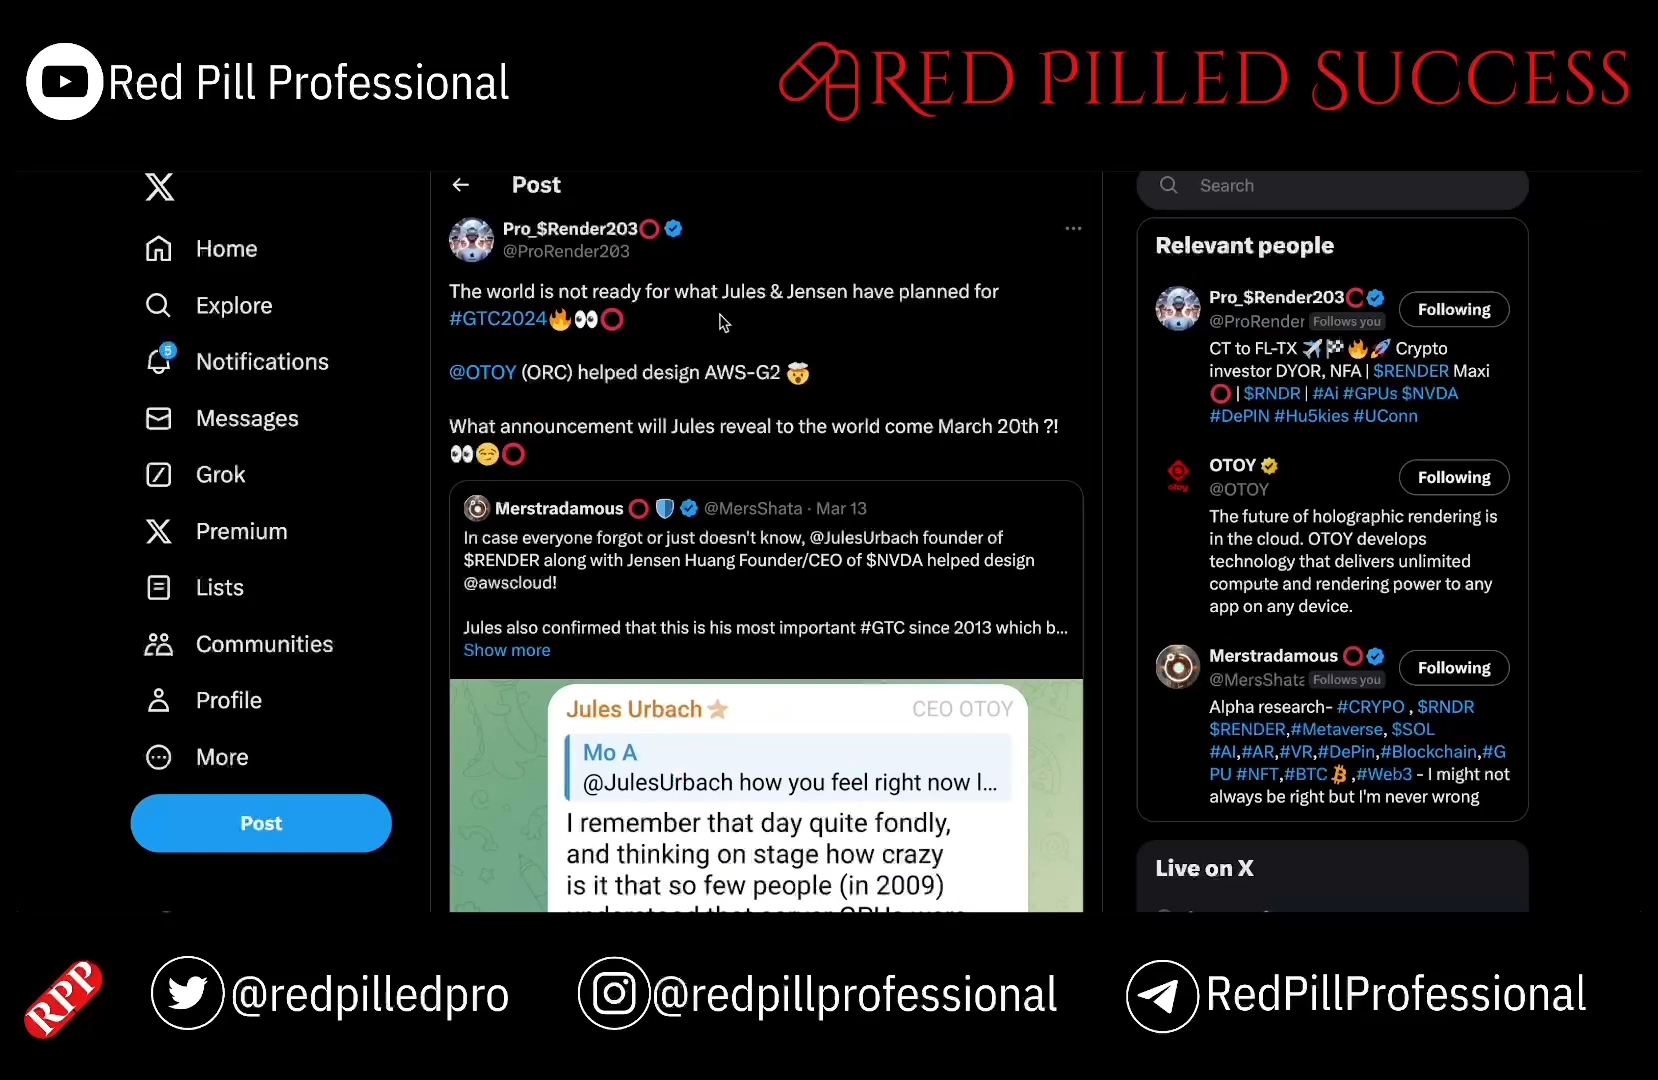 Red Pill Professional
RED PILLED SUCCESS
X
Home
Explore
5
Notifications
Messages
Grok
Premium
Lists
Communities
Profile
More
Post
Post
Pro_$Render203⭕
@ProRender203
The world is not ready for what Jules & Jensen have planned for
#GTC2024🔥👀⭕
@OTOY (ORC) helped design AWS-G2 🤯
What announcement will Jules reveal to the world come March 20th ?!
👀😏⭕
Merstradamous ⭕ 🛡️ @MersShata · Mar 13
In case everyone forgot or just doesn't know, @JulesUrbach founder of
$RENDER along with Jensen Huang Founder/CEO of $NVDA helped design
@awscloud!
Jules also confirmed that this is his most important #GTC since 2013 which b...
Show more
Jules Urbach CEO OTOY
Mo A
@JulesUrbach how you feel right now l...
I remember that day quite fondly,
and thinking on stage how crazy
is it that so few people (in 2009)
Search
Relevant people
Pro_$Render203⭕
Following
@ProRender Follows you
CT to FL-TX ✈️🏁🔥🚀 Crypto
investor DYOR, NFA | $RENDER Maxi
⭕ | $RNDR | #Ai #GPUs $NVDA
#DePIN #Hu5kies #UConn
OTOY
Following
@OTOY
The future of holographic rendering is
in the cloud. OTOY develops
technology that delivers unlimited
compute and rendering power to any
app on any device.
Merstradamous ⭕
Following
@MersShata Follows you
Alpha research- #CRYPO , $RNDR
$RENDER,#Metaverse, $SOL
#AI,#AR,#VR,#DePin,#Blockchain,#G
PU #NFT,#BTC ,#Web3 - I might not
always be right but I'm never wrong
Live on X
RPP
@redpilledpro
@redpillprofessional
RedPillProfessional